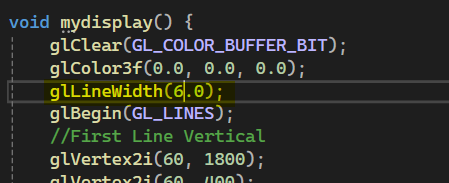 void mydisplay() {
glClear(GL_COLOR_BUFFER_BIT);
glColor3f(0.0, 0.0, 0.0);
glLineWidth(6.0);
glBegin(GL_LINES);
//First Line Vertical
glVertex2i(60, 1800);
glVertex2i(60, 400);